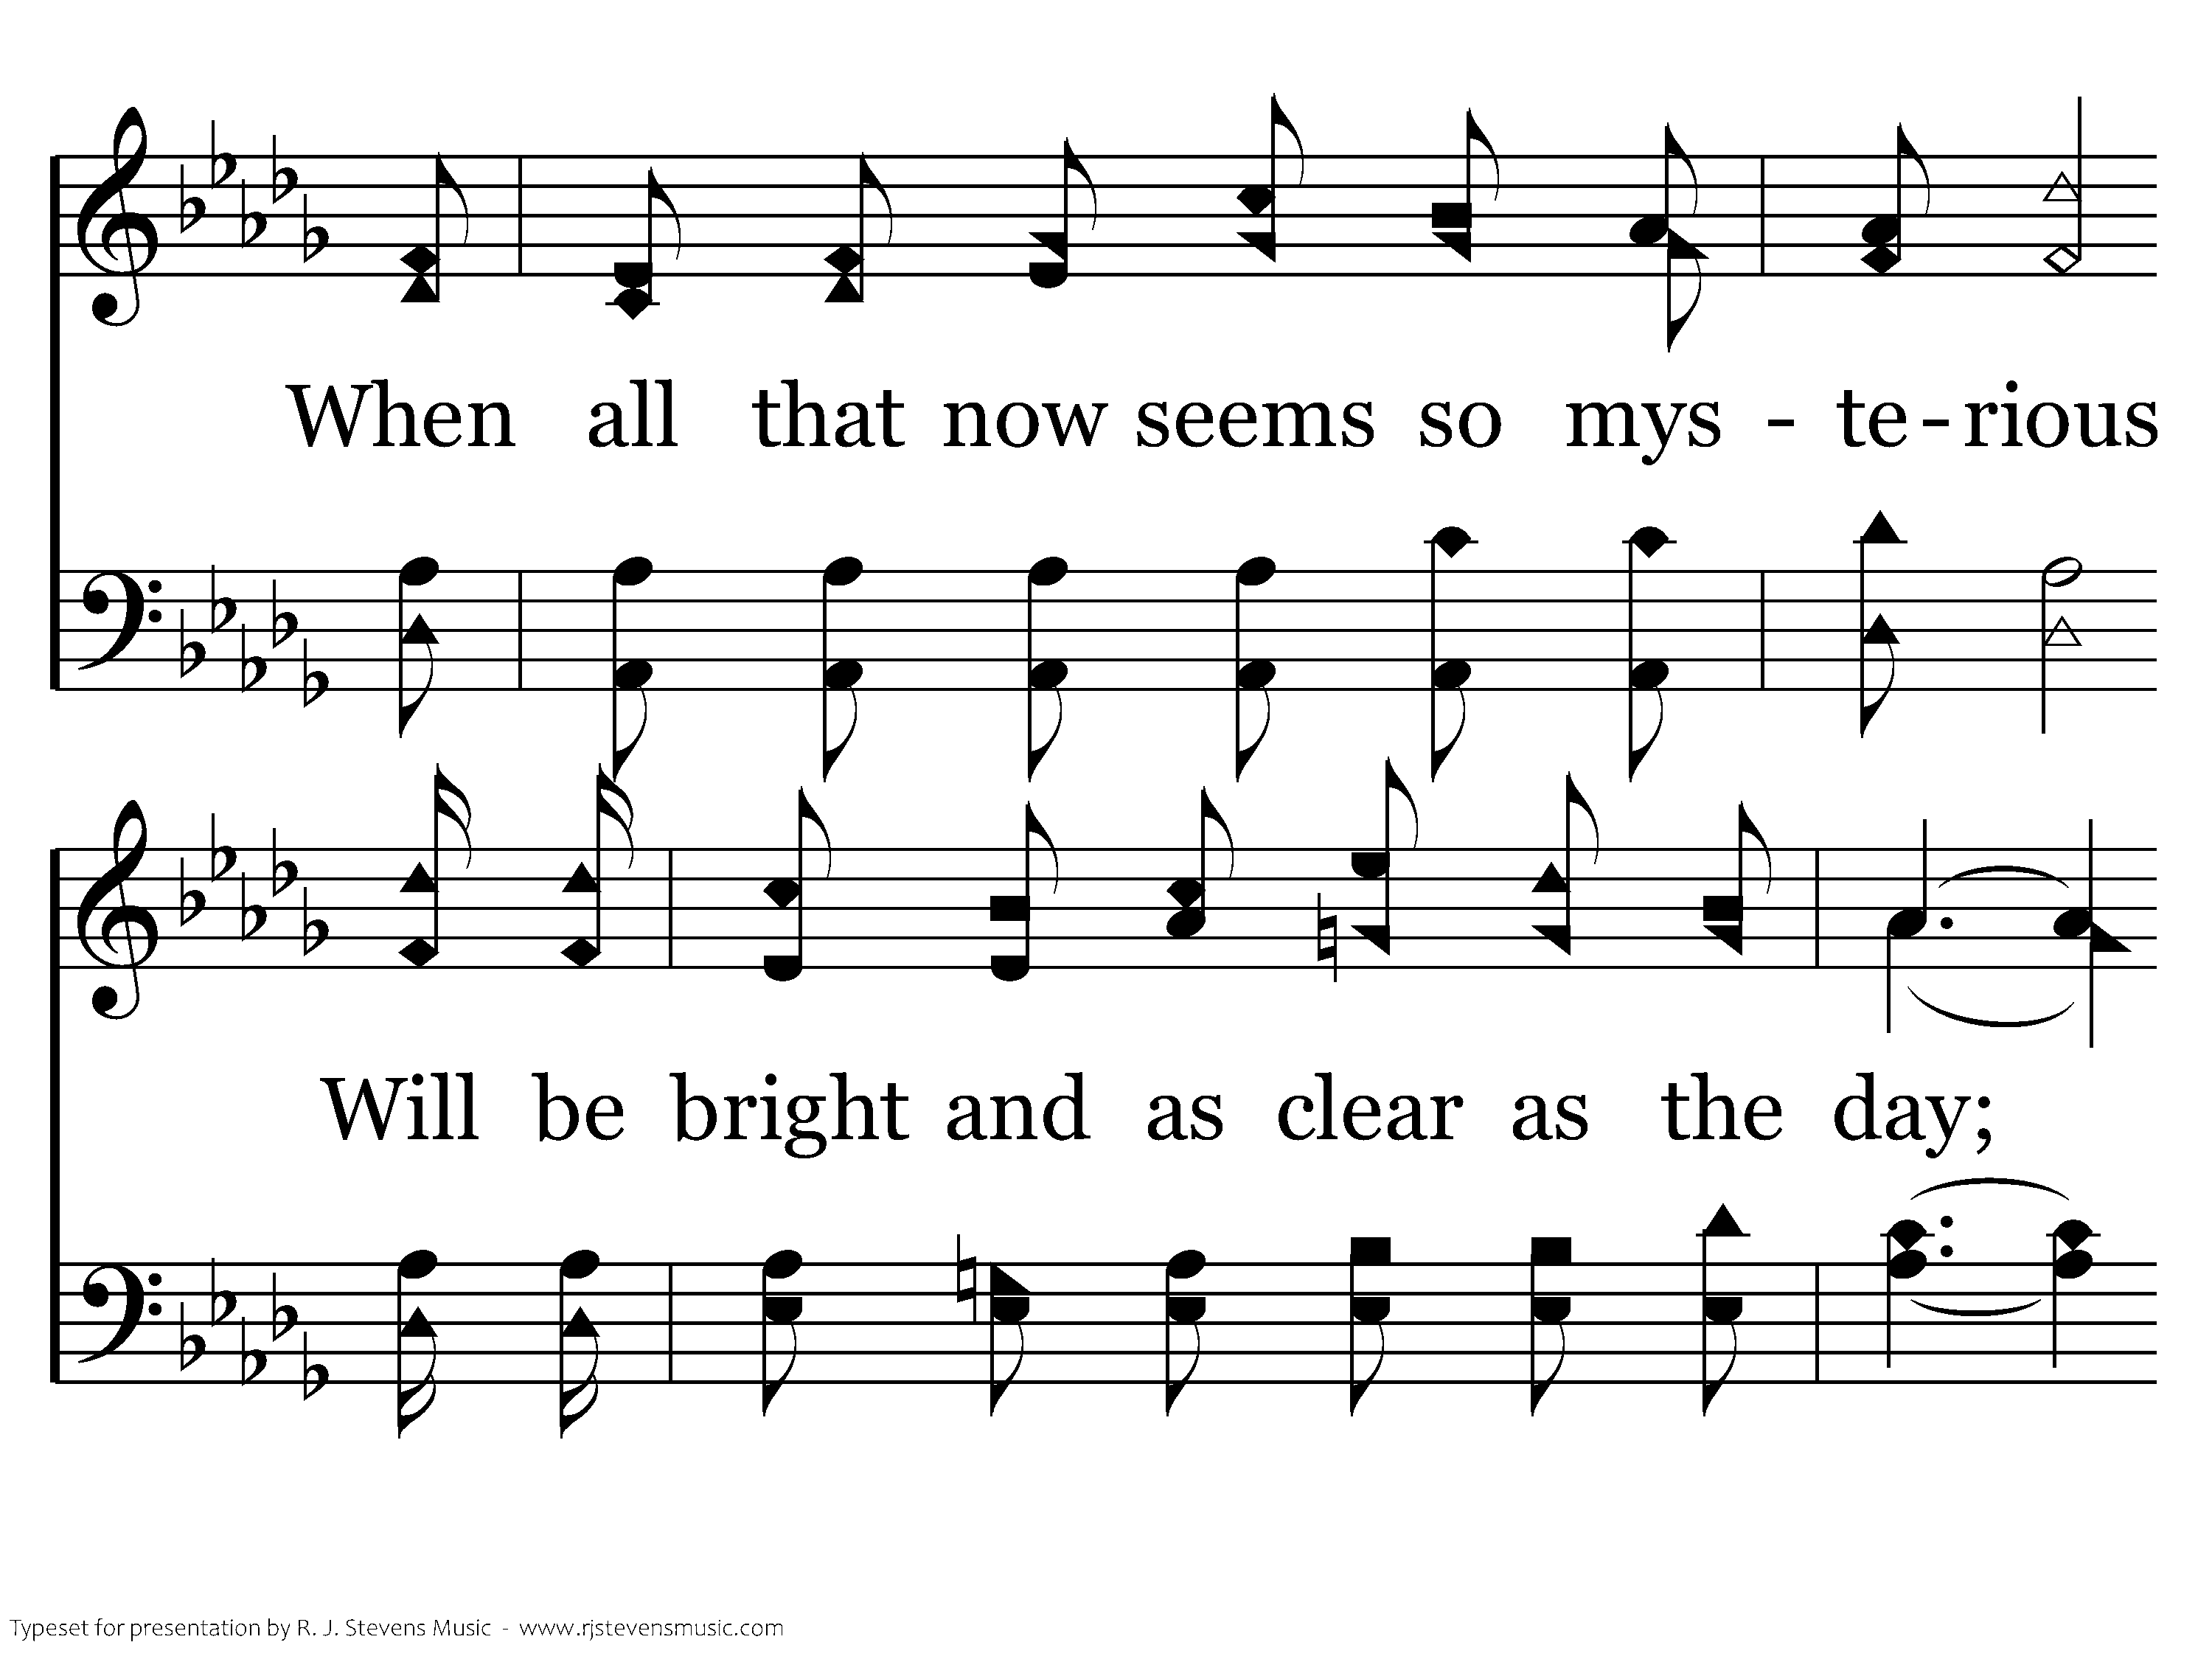 When all that now seems so mys - te - rious
Will be bright and as clear as the day;
Typeset for presentation by R. J. Stevens Music - www.rjstevensmusic.com